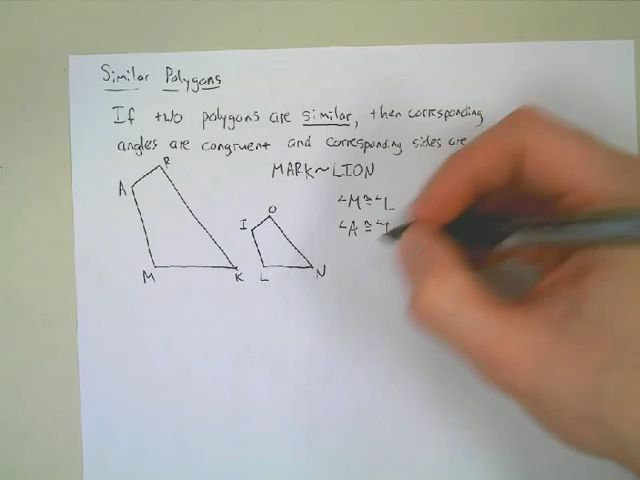 Similar Polygons
If two polygons are similar, then corresponding
angles are congruent and corresponding sides are
MARK~LION
R
A
∠M≅∠L
O
∠A≅∠I
I
M
K
L
N